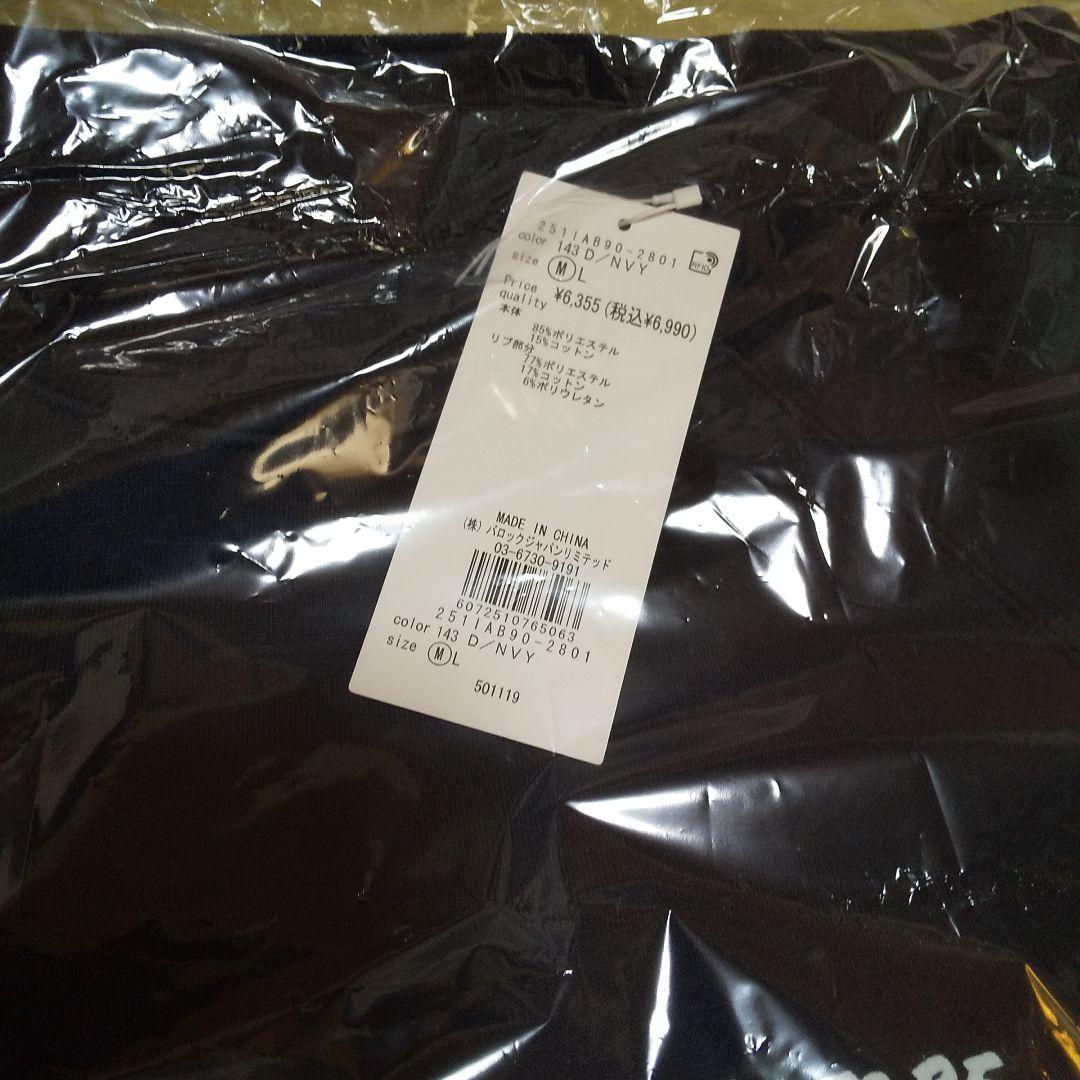 2511AB90-2801
color 143 D/NVY
RFID
size Ⓜ L
Price ¥6,355 (税込¥6,990)
quality
本体
85%ポリエステル
15%コットン
リブ部分
77%ポリエステル
17%コットン
6%ポリウレタン
MADE IN CHINA
(株) バロックジャパンリミテッド
03-6730-9191
6072510765063
2511AB90-2801
color 143 D/NVY
size Ⓜ L
501119